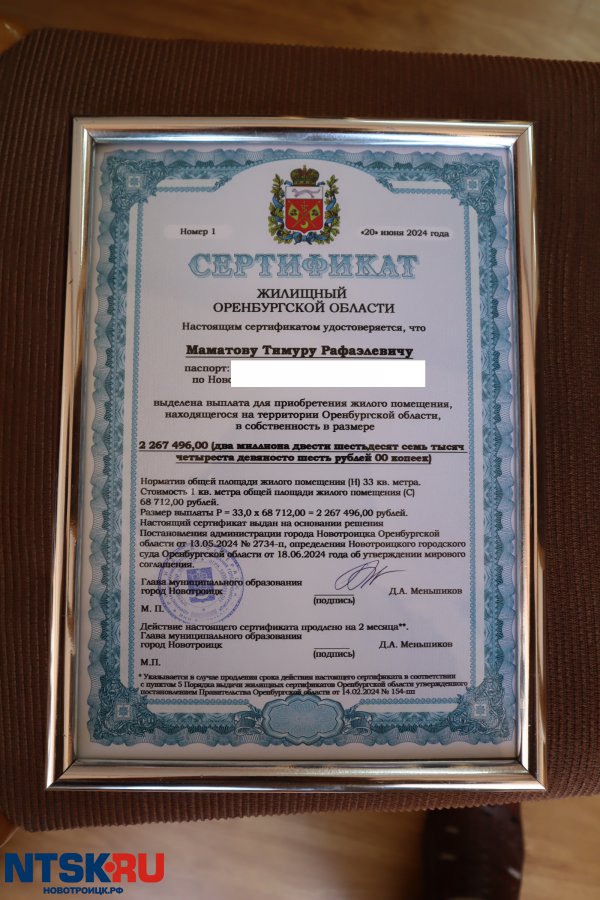 Номер 1
«20» июня 2024 года
СЕРТИФИКАТ
ЖИЛИЩНЫЙ
ОРЕНБУРГСКОЙ ОБЛАСТИ
Настоящим сертификатом удостоверяется, что
Маматову Тимуру Рафаэлевичу
паспорт:
по Ново
выделена выплата для приобретения жилого помещения,
находящегося на территории Оренбургской области,
в собственность в размере
2 267 496,00 (два миллиона двести шестьдесят семь тысяч
четыреста девяносто шесть рублей 00 копеек)
Норматив общей площади жилого помещения (Н) 33 кв. метра.
Стоимость 1 кв. метра общей площади жилого помещения (С)
68 712,00 рублей.
Размер выплаты Р = 33,0 х 68 712,00 = 2 267 496,00 рублей.
Настоящий сертификат выдан на основании решения
Постановления администрации города Новотроицка Оренбургской
области от 13.05.2024 № 2734-п, определения Новотроицкого городского
суда Оренбургской области от 18.06.2024 года об утверждении мирового
соглашения.
Глава муниципального образования
город Новотроицк Д.А. Меньшиков
(подпись)
М. П.
Действие настоящего сертификата продлено на 2 месяца**.
Глава муниципального образования
город Новотроицк Д.А. Меньшиков
(подпись)
М.П.
* Указывается в случае продления срока действия настоящего сертификата в соответствии
с пунктом 5 Порядка выдачи жилищных сертификатов Оренбургской области утвержденного
постановлением Правительства Оренбургской области от 14.02.2024 № 154-пп
NTSK.RU
НОВОТРОИЦК.РФ